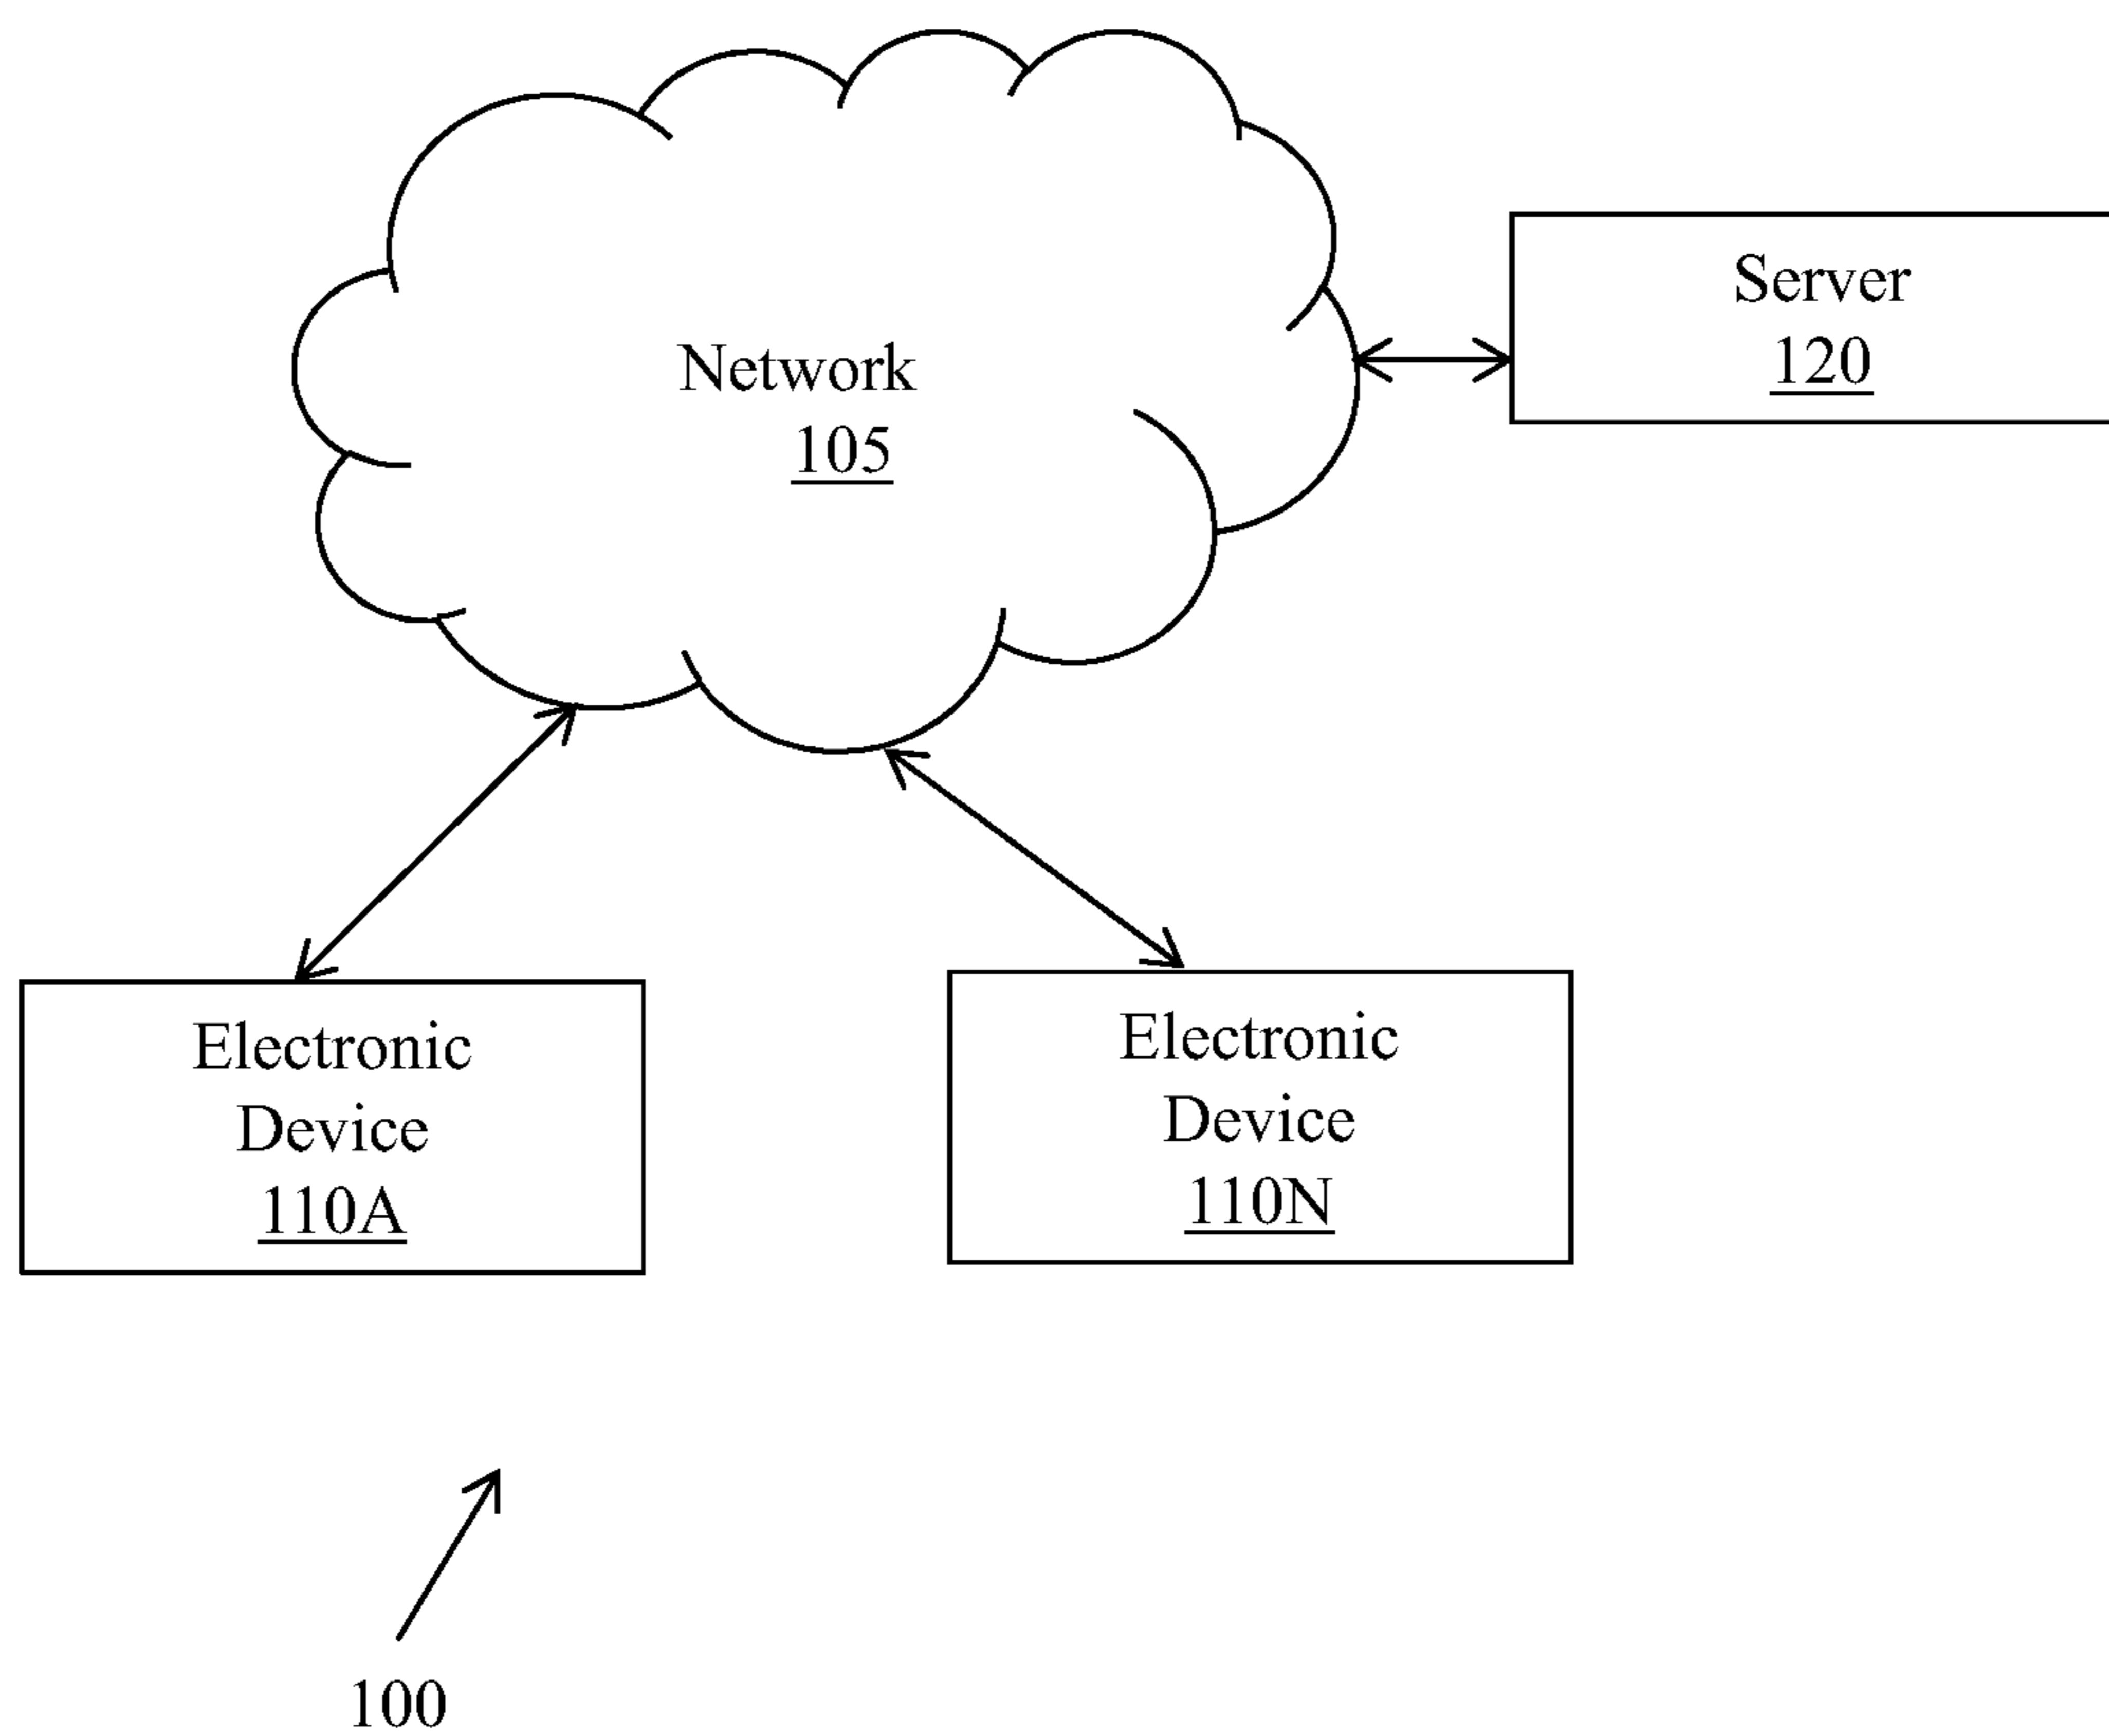 Server
120
Network
105
Electronic
Device
110A
Electronic
Device
110N
100